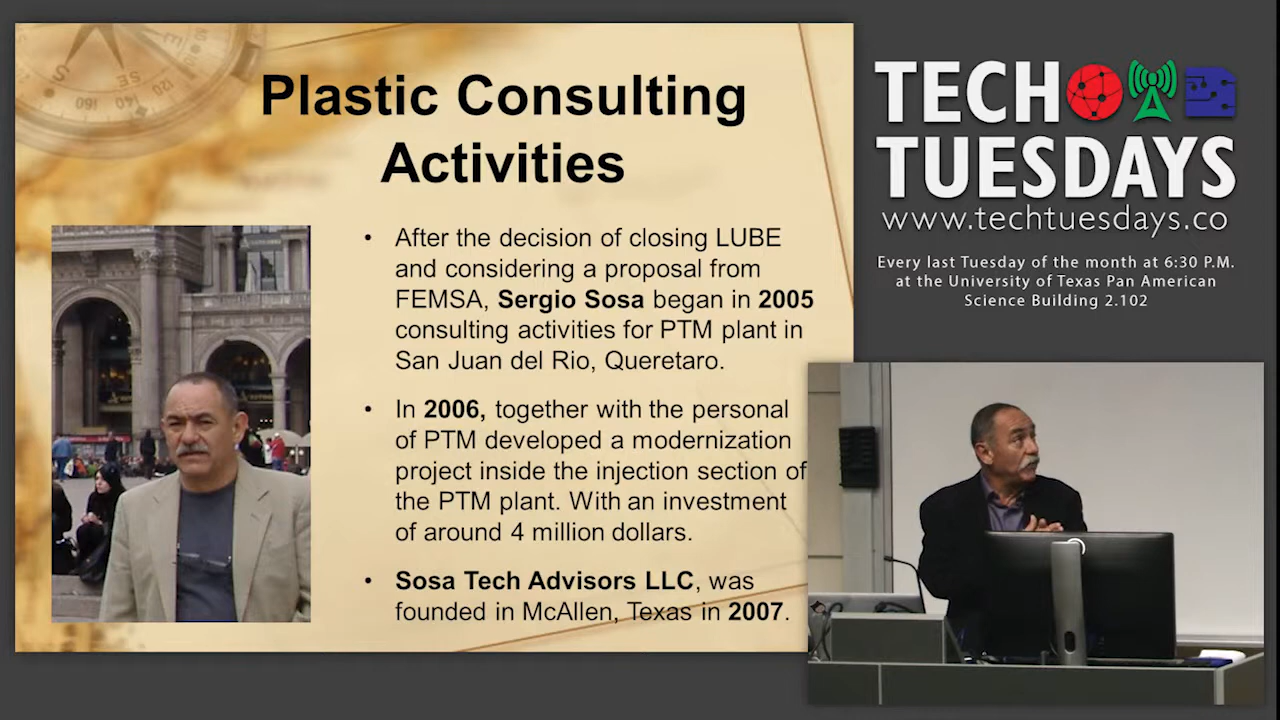 Plastic Consulting
Activities
• After the decision of closing LUBE
and considering a proposal from
FEMSA, Sergio Sosa began in 2005
consulting activities for PTM plant in
San Juan del Rio, Queretaro.
• In 2006, together with the personal
of PTM developed a modernization
project inside the injection section of
the PTM plant. With an investment
of around 4 million dollars.
• Sosa Tech Advisors LLC, was
founded in McAllen, Texas in 2007.
TECH
TUESDAYS
www.techtuesdays.co
Every last Tuesday of the month at 6:30 P.M.
at the University of Texas Pan American
Science Building 2.102
S
SE
E
120
140
160